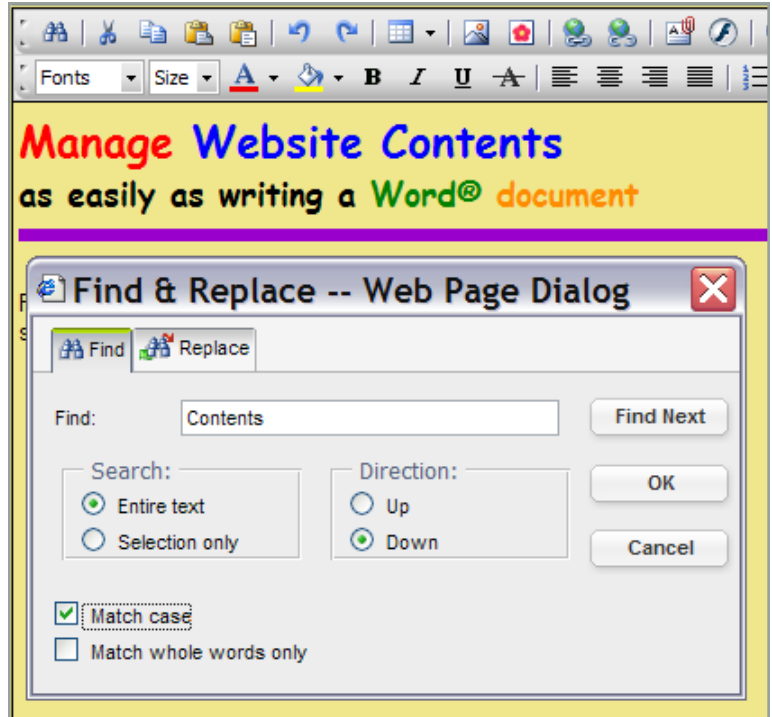 Fonts Size A B I U A
Manage Website Contents
as easily as writing a Word® document
Find & Replace -- Web Page Dialog
Find Replace
Find: Contents Find Next
Search: Direction:
Entire text Up OK
Selection only Down Cancel
Match case
Match whole words only